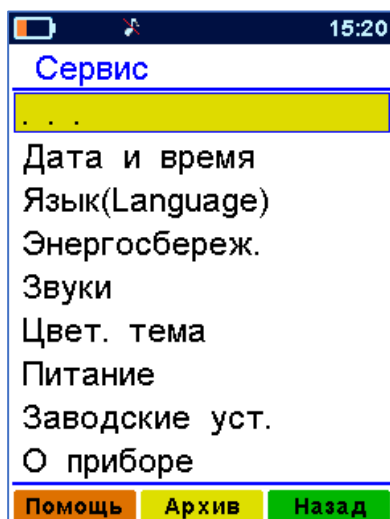 15:20
Сервис
. . .
Дата и время
Язык(Language)
Энергосбереж.
Звуки
Цвет. тема
Питание
Заводские уст.
О приборе
Помощь Архив Назад